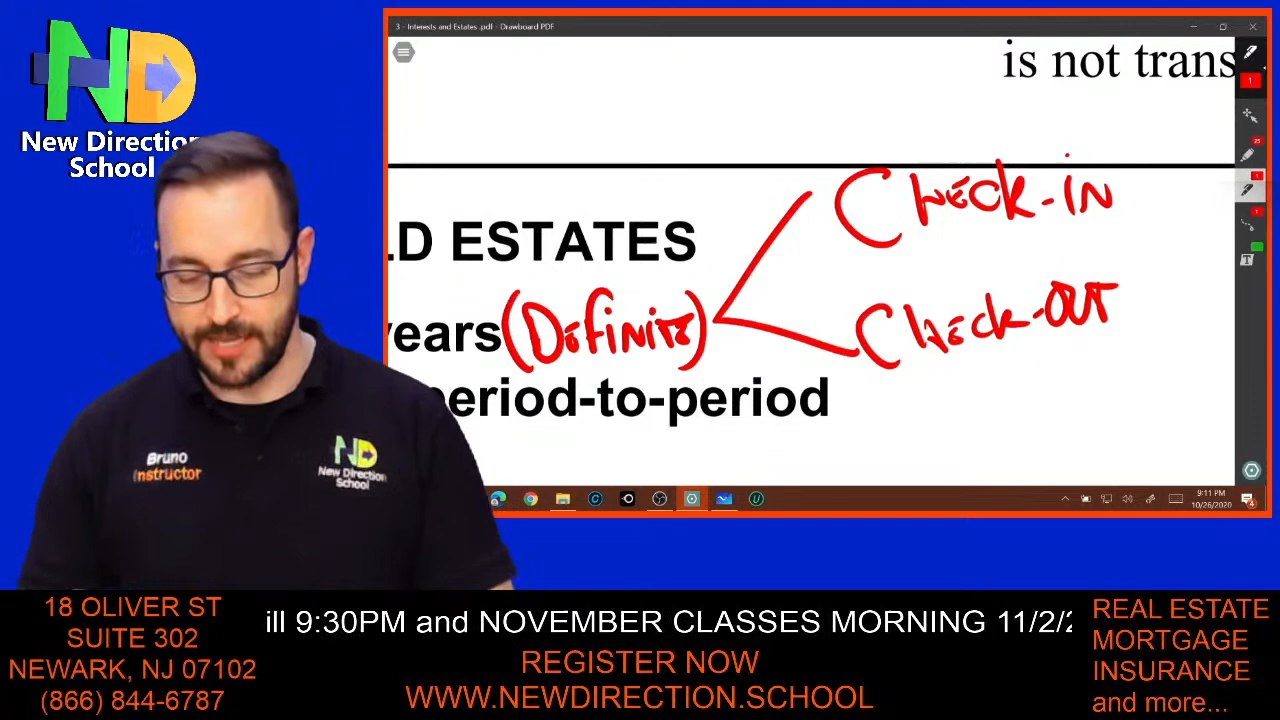 New Direction
School
3 - Interests and Estates .pdf - Drawboard PDF
is not trans
LD ESTATES
years (Definite)
period-to-period
Check-in
Check-out
Bruno
Instructor
New Direction
School
9:11 PM
10/26/2020
18 OLIVER ST
SUITE 302
NEWARK, NJ 07102
(866) 844-6787
ill 9:30PM and NOVEMBER CLASSES MORNING 11/2/2
REGISTER NOW
WWW.NEWDIRECTION.SCHOOL
REAL ESTATE
MORTGAGE
INSURANCE
and more...